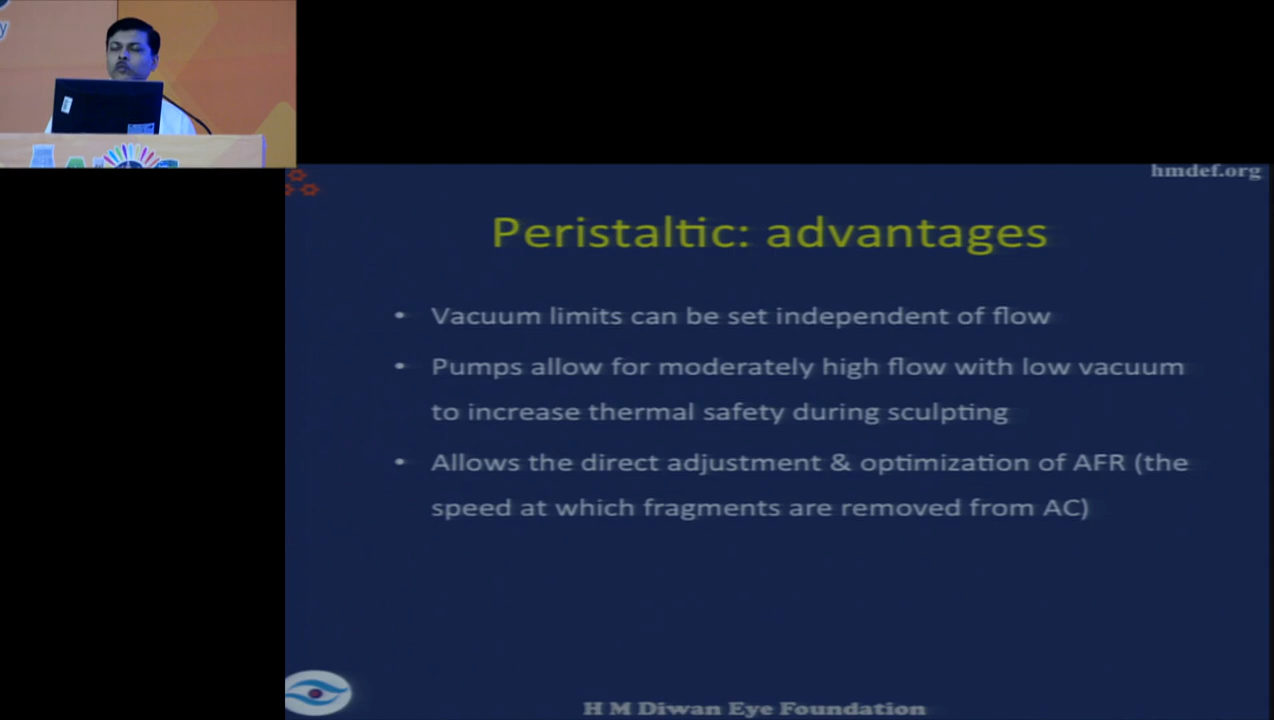 hmdef.org
Peristaltic: advantages
• Vacuum limits can be set independent of flow
• Pumps allow for moderately high flow with low vacuum
to increase thermal safety during sculpting
• Allows the direct adjustment & optimization of AFR (the
speed at which fragments are removed from AC)
H M Diwan Eye Foundation